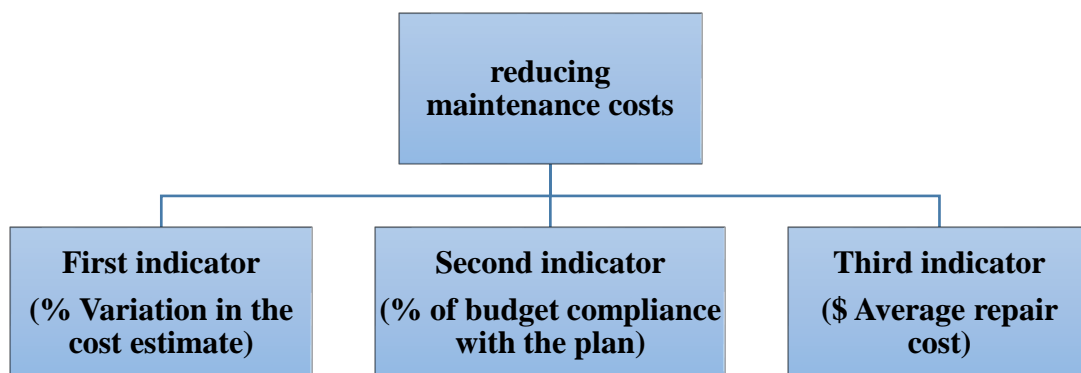 reducing
maintenance costs
First indicator
(% Variation in the
cost estimate)
Second indicator
(% of budget compliance
with the plan)
Third indicator
($ Average repair
cost)